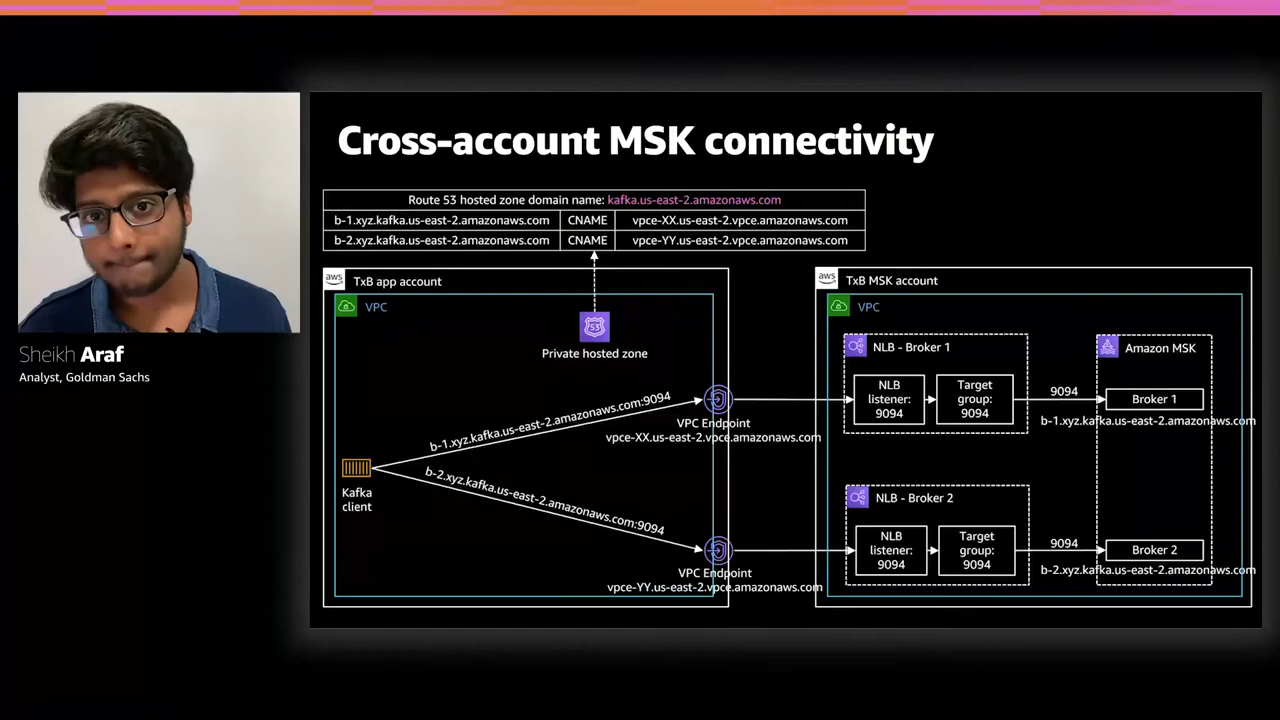 Cross-account MSK connectivity
Route 53 hosted zone domain name: kafka.us-east-2.amazonaws.com
b-1.xyz.kafka.us-east-2.amazonaws.com CNAME vpce-XX.us-east-2.vpce.amazonaws.com
b-2.xyz.kafka.us-east-2.amazonaws.com CNAME vpce-YY.us-east-2.vpce.amazonaws.com
aws TxB app account
VPC
53
Private hosted zone
b-1.xyz.kafka.us-east-2.amazonaws.com:9094
VPC Endpoint
vpce-XX.us-east-2.vpce.amazonaws.com
Kafka
client
b-2.xyz.kafka.us-east-2.amazonaws.com:9094
VPC Endpoint
vpce-YY.us-east-2.vpce.amazonaws.com
aws TxB MSK account
VPC
NLB - Broker 1
NLB
listener:
9094
Target
group:
9094
9094
Amazon MSK
Broker 1
b-1.xyz.kafka.us-east-2.amazonaws.com
NLB - Broker 2
NLB
listener:
9094
Target
group:
9094
9094
Broker 2
b-2.xyz.kafka.us-east-2.amazonaws.com
Sheikh Araf
Analyst, Goldman Sachs